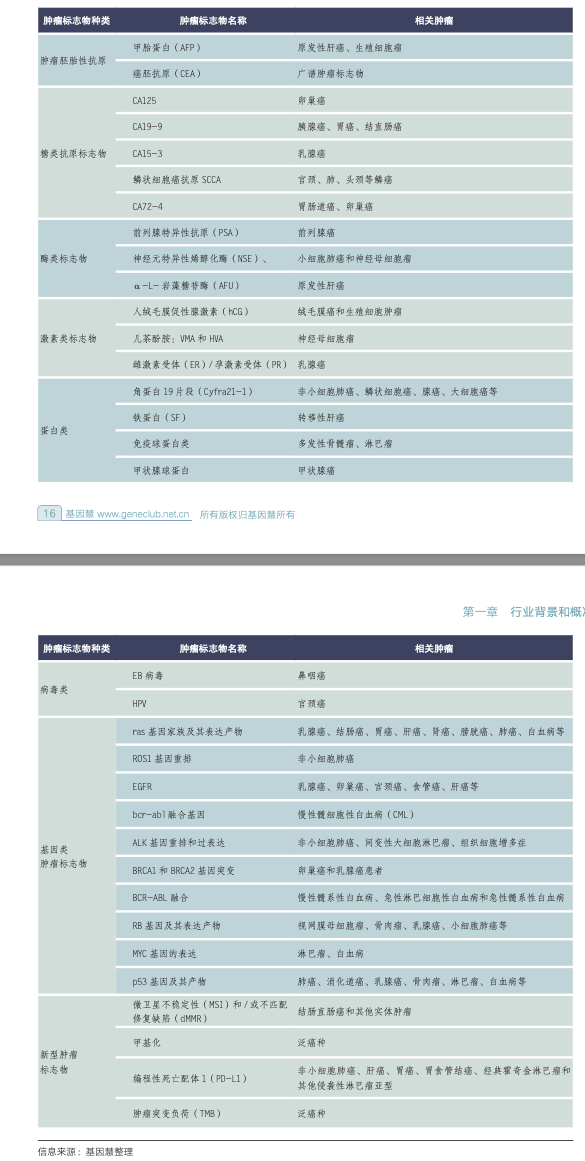 肿瘤标志物种类 肿瘤标志物名称 相关肿瘤
肿瘤胚胎性抗原
甲胎蛋白（AFP） 原发性肝癌、生殖细胞瘤
癌胚抗原（CEA） 广谱肿瘤标志物
糖类抗原标志物
CA125 卵巢癌
CA19-9 胰腺癌、胃癌、结直肠癌
CA15-3 乳腺癌
鳞状细胞癌抗原 SCCA 宫颈、肺、头颈等鳞癌
CA72-4 胃肠道癌、卵巢癌
酶类标志物
前列腺特异性抗原（PSA） 前列腺癌
神经元特异性烯醇化酶（NSE）、 小细胞肺癌和神经母细胞瘤
α-L-岩藻糖苷酶（AFU） 原发性肝癌
激素类标志物
人绒毛膜促性腺激素（hCG） 绒毛膜癌和生殖细胞肿瘤
儿茶酚胺；VMA 和 HVA 神经母细胞瘤
雌激素受体（ER）/孕激素受体（PR） 乳腺癌
蛋白类
角蛋白 19 片段（Cyfra21-1） 非小细胞肺癌、鳞状细胞癌、腺癌、大细胞癌等
铁蛋白（SF） 转移性肝癌
免疫球蛋白类 多发性骨髓瘤、淋巴瘤
甲状腺球蛋白 甲状腺癌
16 基因慧 www.geneclub.net.cn 所有版权归基因慧所有
第一章 行业背景和概况
肿瘤标志物种类 肿瘤标志物名称 相关肿瘤
病毒类
EB 病毒 鼻咽癌
HPV 宫颈癌
基因类
肿瘤标志物
ras 基因家族及其表达产物 乳腺癌、结肠癌、胃癌、肝癌、肾癌、膀胱癌、肺癌、白血病等
ROS1 基因重排 非小细胞肺癌
EGFR 乳腺癌、卵巢癌、宫颈癌、食管癌、肝癌等
bcr-abl 融合基因 慢性髓细胞性白血病（CML）
ALK 基因重排和过表达 非小细胞肺癌、间变性大细胞淋巴瘤、组织细胞增多症
BRCA1 和 BRCA2 基因突变 卵巢癌和乳腺癌患者
BCR-ABL 融合 慢性髓系性白血病、急性淋巴细胞性白血病和急性髓系性白血病
RB 基因及其表达产物 视网膜母细胞瘤、骨肉瘤、乳腺癌、小细胞肺癌等
MYC 基因的表达 淋巴瘤、白血病
p53 基因及其产物 肺癌、消化道癌、乳腺癌、骨肉瘤、淋巴瘤、白血病等
新型肿瘤
标志物
微卫星不稳定性（MSI）和/或不匹配
修复缺陷（dMMR） 结肠直肠癌和其他实体肿瘤
甲基化 泛癌种
编程性死亡配体 1（PD-L1） 非小细胞肺癌、肝癌、胃癌、胃食管结癌、经典霍奇金淋巴瘤和
其他侵袭性淋巴瘤亚型
肿瘤突变负荷（TMB） 泛癌种
信息来源：基因慧整理